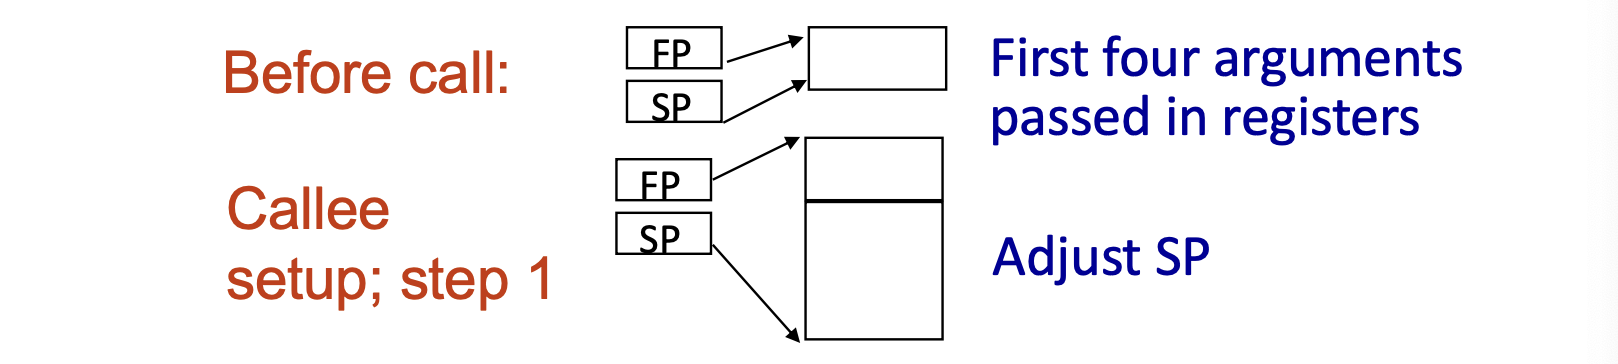 Before call:
FP
SP
First four arguments
passed in registers
Callee
setup; step 1
FP
SP
Adjust SP